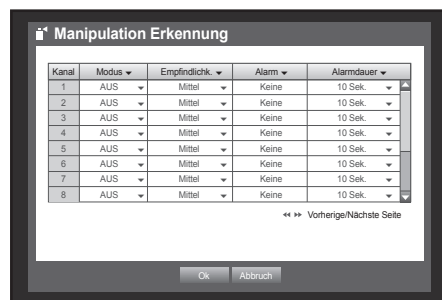 Manipulation Erkennung
Kanal Modus Empfindlichk. Alarm Alarmdauer
1 AUS Mittel Keine 10 Sek.
2 AUS Mittel Keine 10 Sek.
3 AUS Mittel Keine 10 Sek.
4 AUS Mittel Keine 10 Sek.
5 AUS Mittel Keine 10 Sek.
6 AUS Mittel Keine 10 Sek.
7 AUS Mittel Keine 10 Sek.
8 AUS Mittel Keine 10 Sek.
Vorherige/Nächste Seite
Ok Abbruch